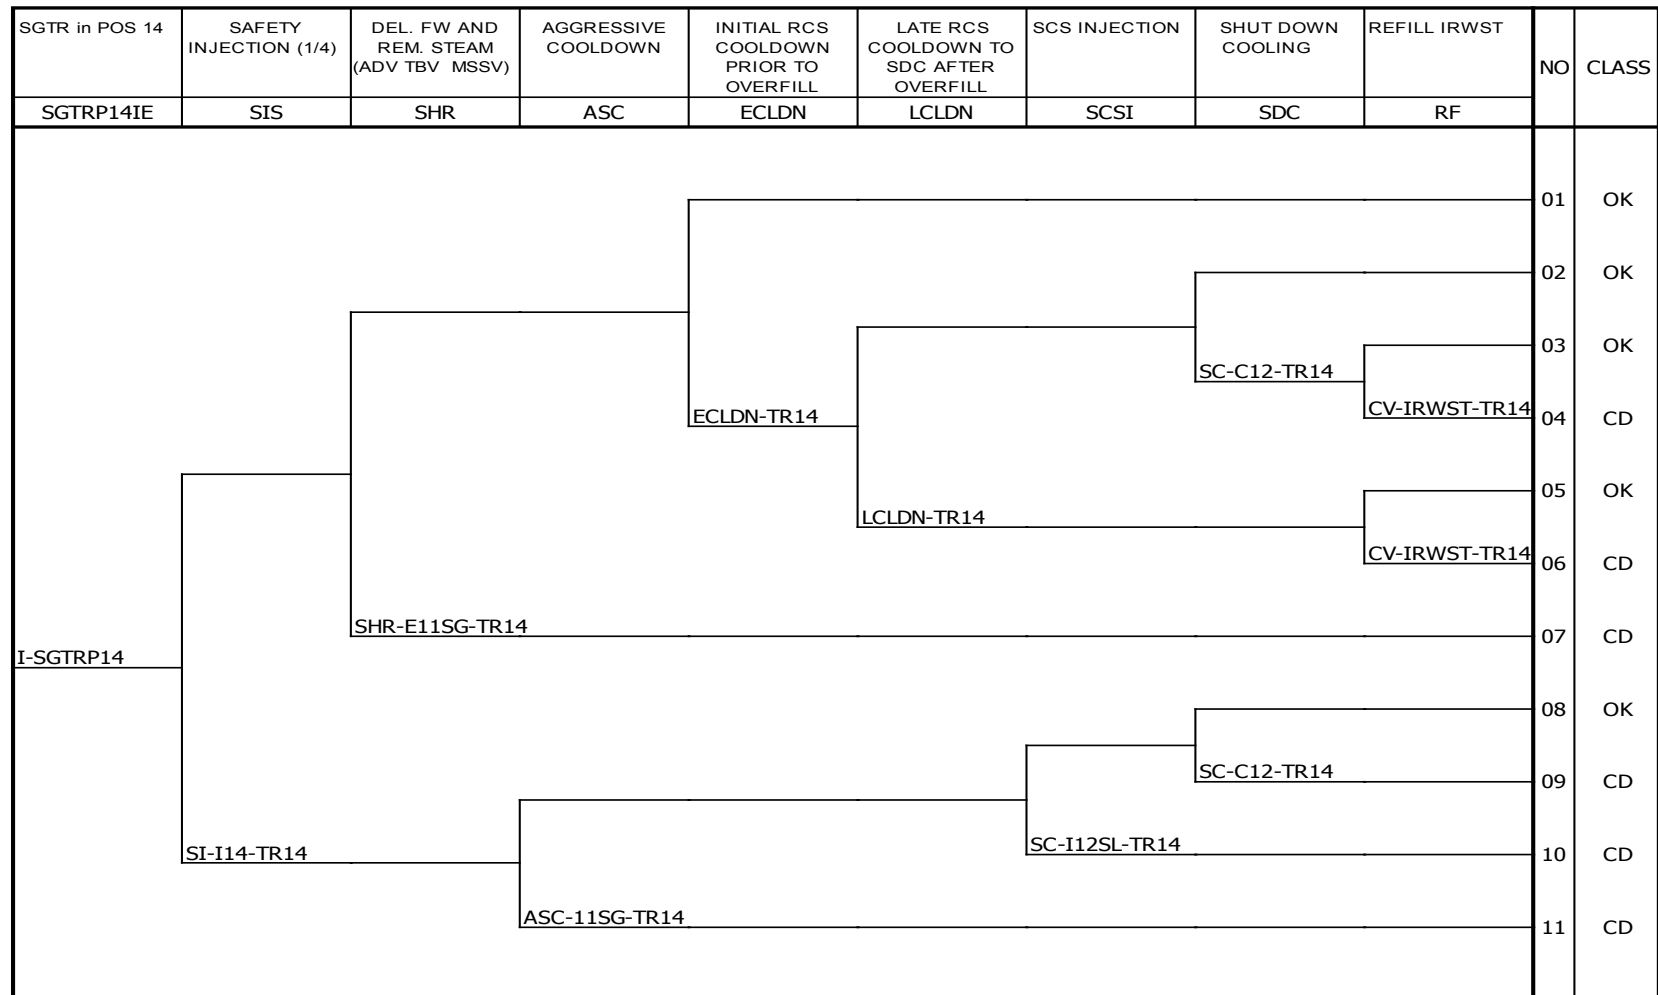 SGTR in POS 14
SAFETY
INJECTION (1/4)
DEL. FW AND
REM. STEAM
(ADV TBV MSSV)
AGGRESSIVE
COOLDOWN
INITIAL RCS
COOLDOWN
PRIOR TO
OVERFILL
LATE RCS
COOLDOWN TO
SDC AFTER
OVERFILL
SCS INJECTION
SHUT DOWN
COOLING
REFILL IRWST
NO
CLASS
SGTRP14IE
SIS
SHR
ASC
ECLDN
LCLDN
SCSI
SDC
RF
01 OK
02 OK
03 OK
SC-C12-TR14
CV-IRWST-TR14
04 CD
ECLDN-TR14
05 OK
LCLDN-TR14
CV-IRWST-TR14
06 CD
SHR-E11SG-TR14
07 CD
I-SGTRP14
08 OK
SC-C12-TR14
09 CD
SI-I14-TR14
SC-I12SL-TR14
10 CD
ASC-11SG-TR14
11 CD